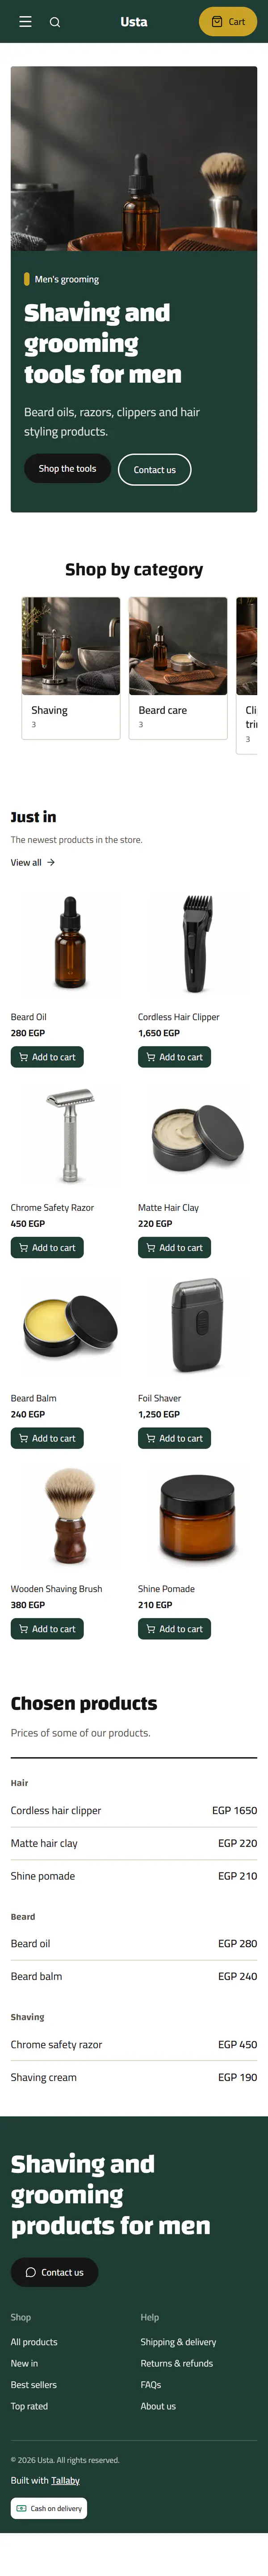 Usta
Cart
Men's grooming
Shaving and
grooming
tools for men
Beard oils, razors, clippers and hair
styling products.
Shop the tools
Contact us
Shop by category
Shaving
3
Beard care
3
3
Just in
The newest products in the store.
View all
Beard Oil
280 EGP
Add to cart
Cordless Hair Clipper
1,650 EGP
Add to cart
Chrome Safety Razor
450 EGP
Add to cart
Matte Hair Clay
220 EGP
Add to cart
Beard Balm
240 EGP
Add to cart
Foil Shaver
1,250 EGP
Add to cart
Wooden Shaving Brush
380 EGP
Add to cart
Shine Pomade
210 EGP
Add to cart
Chosen products
Prices of some of our products.
Hair
Cordless hair clipper EGP 1650
Matte hair clay EGP 220
Shine pomade EGP 210
Beard
Beard oil EGP 280
Beard balm EGP 240
Shaving
Chrome safety razor EGP 450
Shaving cream EGP 190
Shaving and
grooming
products for men
Contact us
Shop
All products
New in
Best sellers
Top rated
Help
Shipping & delivery
Returns & refunds
FAQs
About us
© 2026 Usta. All rights reserved.
Built with Tallaby
Cash on delivery